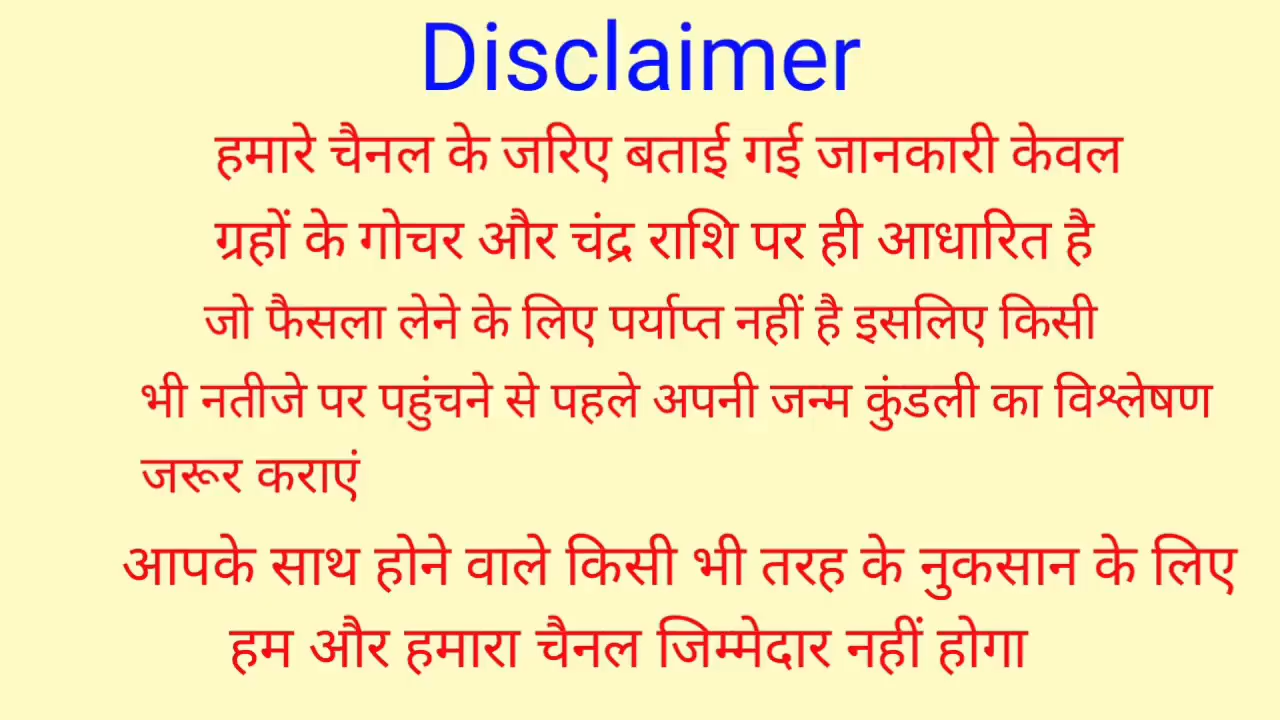 Disclaimer
हमारे चैनल के जरिए बताई गई जानकारी केवल
ग्रहों के गोचर और चंद्र राशि पर ही आधारित है
जो फैसला लेने के लिए पर्याप्त नहीं है इसलिए किसी
भी नतीजे पर पहुंचने से पहले अपनी जन्म कुंडली का विश्लेषण
जरूर कराएं
आपके साथ होने वाले किसी भी तरह के नुकसान के लिए
हम और हमारा चैनल जिम्मेदार नहीं होगा